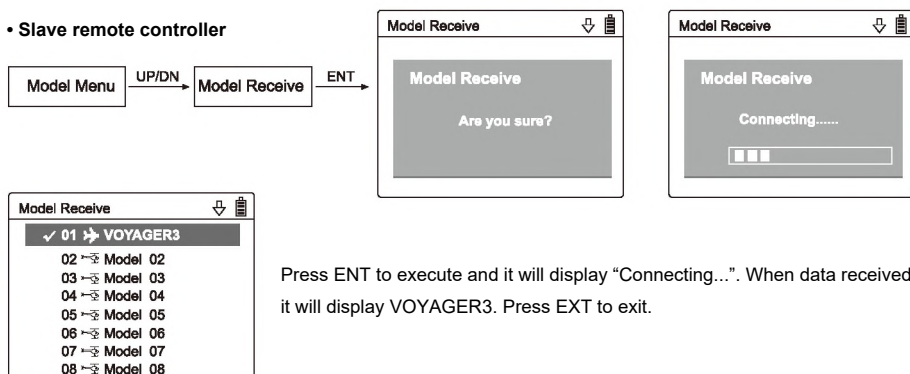 • Slave remote controller
Model Menu
UP/DN
Model Receive
ENT
Model Receive
Model Receive
Are you sure?
Model Receive
Model Receive
Connecting......
Model Receive
✓ 01 VOYAGER3
02 Model 02
03 Model 03
04 Model 04
05 Model 05
06 Model 06
07 Model 07
08 Model 08
Press ENT to execute and it will display “Connecting...”. When data received
it will display VOYAGER3. Press EXT to exit.